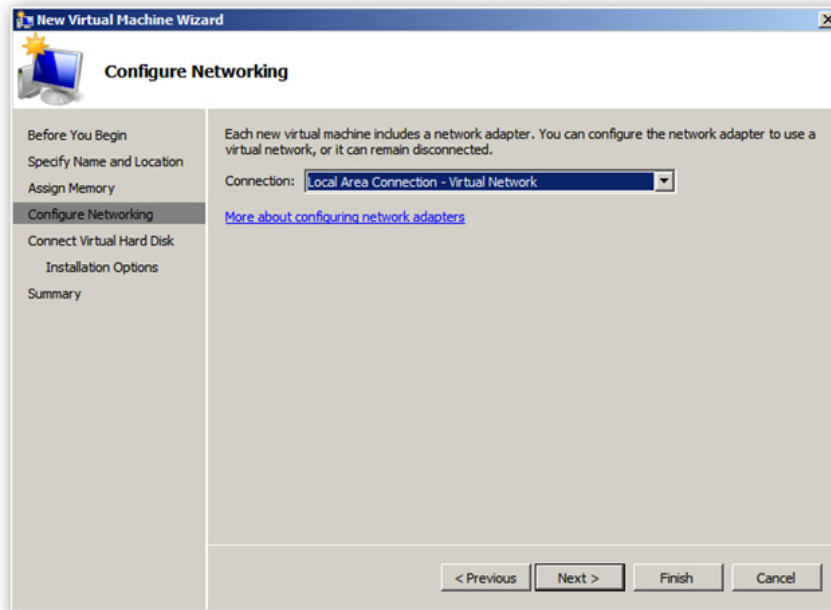 New Virtual Machine Wizard
Configure Networking
Before You Begin
Specify Name and Location
Assign Memory
Configure Networking
Connect Virtual Hard Disk
Installation Options
Summary
Each new virtual machine includes a network adapter. You can configure the network adapter to use a
virtual network, or it can remain disconnected.
Connection: Local Area Connection - Virtual Network
More about configuring network adapters
< Previous Next > Finish Cancel